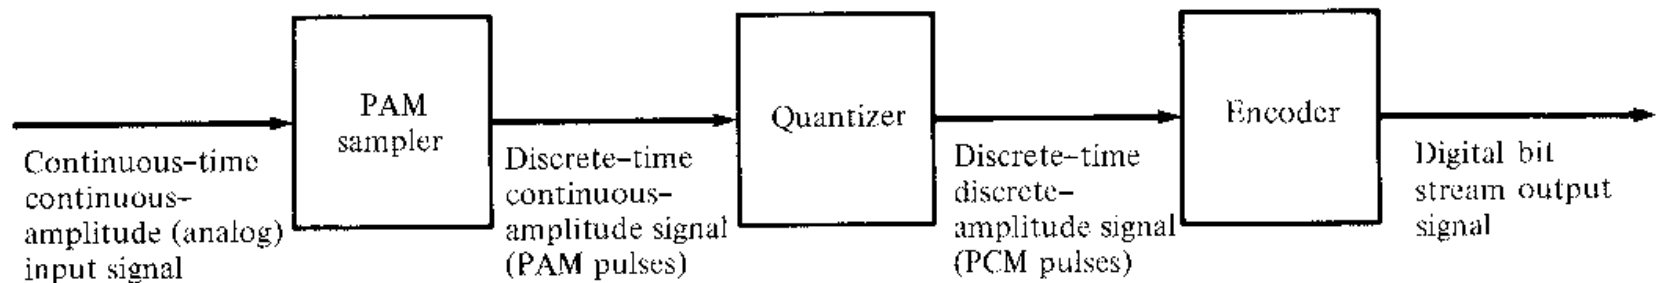 PAM
sampler
Quantizer
Encoder
Continuous-time
continuous-
amplitude (analog)
input signal
Discrete-time
continuous-
amplitude signal
(PAM pulses)
Discrete-time
discrete-
amplitude signal
(PCM pulses)
Digital bit
stream output
signal